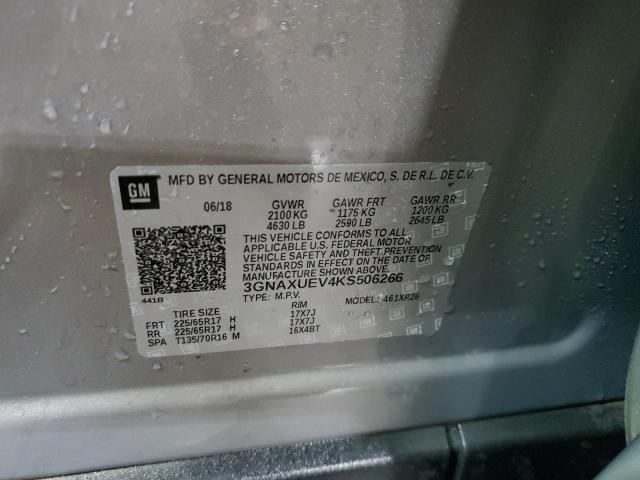 GM
MFD BY GENERAL MOTORS DE MEXICO, S. DE R.L. DE C.V.
06/18 GVWR GAWR FRT GAWR RR
2100 KG 1175 KG 1200 KG
4630 LB 2590 LB 2645 LB
THIS VEHICLE CONFORMS TO ALL
APPLICABLE U.S. FEDERAL MOTOR
VEHICLE SAFETY AND THEFT PREVENTION
STANDARDS IN EFFECT ON THE DATE OF
MANUFACTURE SHOWN ABOVE.
3GNAXUEV4KS506266
441B TYPE: M.P.V. MODEL: 461XR26
TIRE SIZE RIM
FRT 225/65R17 H 17X7J
RR 225/65R17 H 17X7J
SPA T135/70R16 M 16X4BT